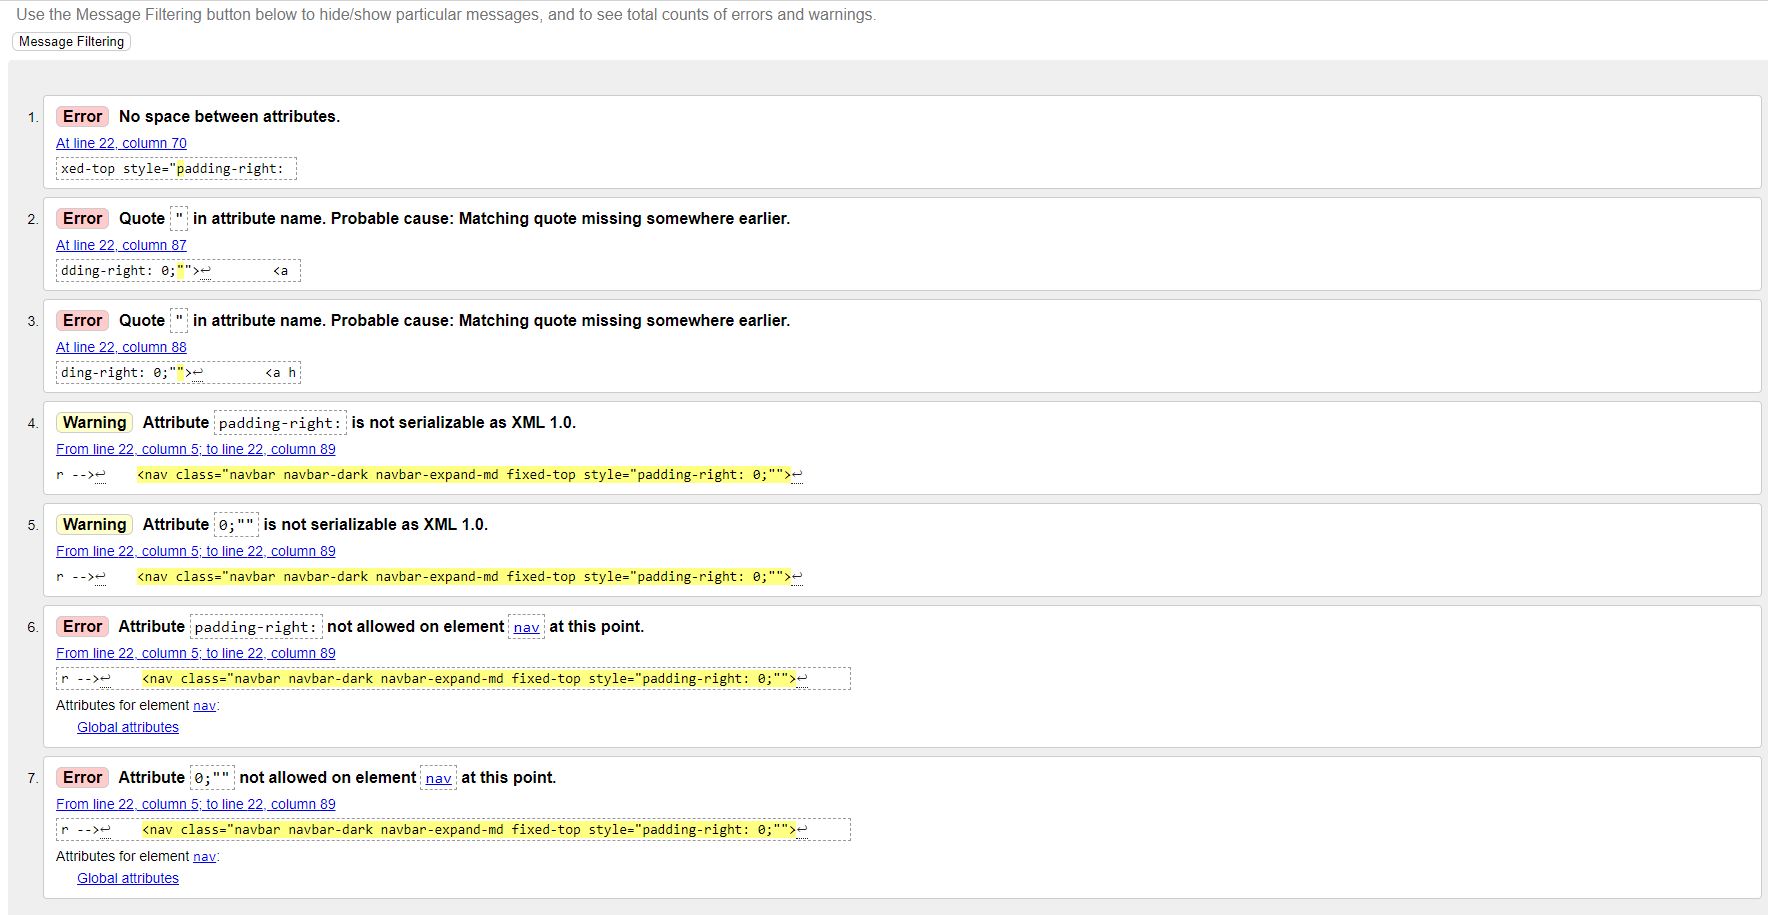 Use the Message Filtering button below to hide/show particular messages, and to see total counts of errors and warnings.
Message Filtering
1. Error No space between attributes.
At line 22, column 70
xed-top style="padding-right:
2. Error Quote " in attribute name. Probable cause: Matching quote missing somewhere earlier.
At line 22, column 87
dding-right: 0;"">↩ <a
3. Error Quote " in attribute name. Probable cause: Matching quote missing somewhere earlier.
At line 22, column 88
ding-right: 0;"">↩ <a h
4. Warning Attribute padding-right: is not serializable as XML 1.0.
From line 22, column 5; to line 22, column 89
r -->↩ <nav class="navbar navbar-dark navbar-expand-md fixed-top style="padding-right: 0;"">↩
5. Warning Attribute 0;"" is not serializable as XML 1.0.
From line 22, column 5; to line 22, column 89
r -->↩ <nav class="navbar navbar-dark navbar-expand-md fixed-top style="padding-right: 0;"">↩
6. Error Attribute padding-right: not allowed on element nav at this point.
From line 22, column 5; to line 22, column 89
r -->↩ <nav class="navbar navbar-dark navbar-expand-md fixed-top style="padding-right: 0;"">↩
Attributes for element nav:
Global attributes
7. Error Attribute 0;"" not allowed on element nav at this point.
From line 22, column 5; to line 22, column 89
r -->↩ <nav class="navbar navbar-dark navbar-expand-md fixed-top style="padding-right: 0;"">↩
Attributes for element nav:
Global attributes